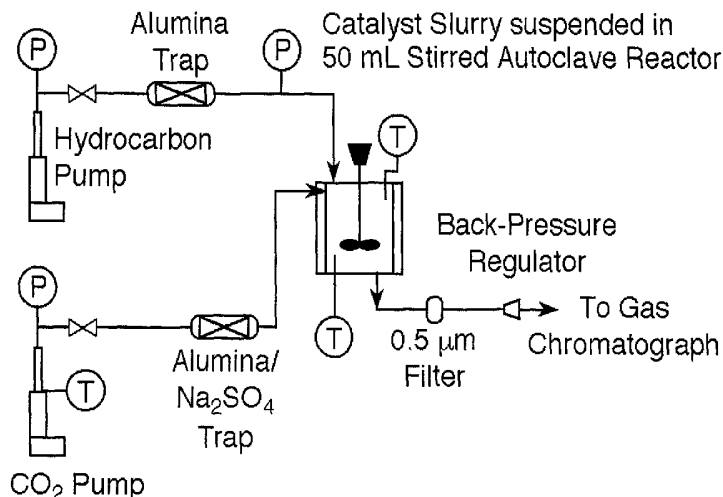 P
Alumina
Trap
P
Catalyst Slurry suspended in
50 mL Stirred Autoclave Reactor
T
Hydrocarbon
Pump
Back-Pressure
Regulator
P
T
0.5 μm
Filter
To Gas
Chromatograph
T
Alumina/
Na₂SO₄
Trap
CO₂ Pump